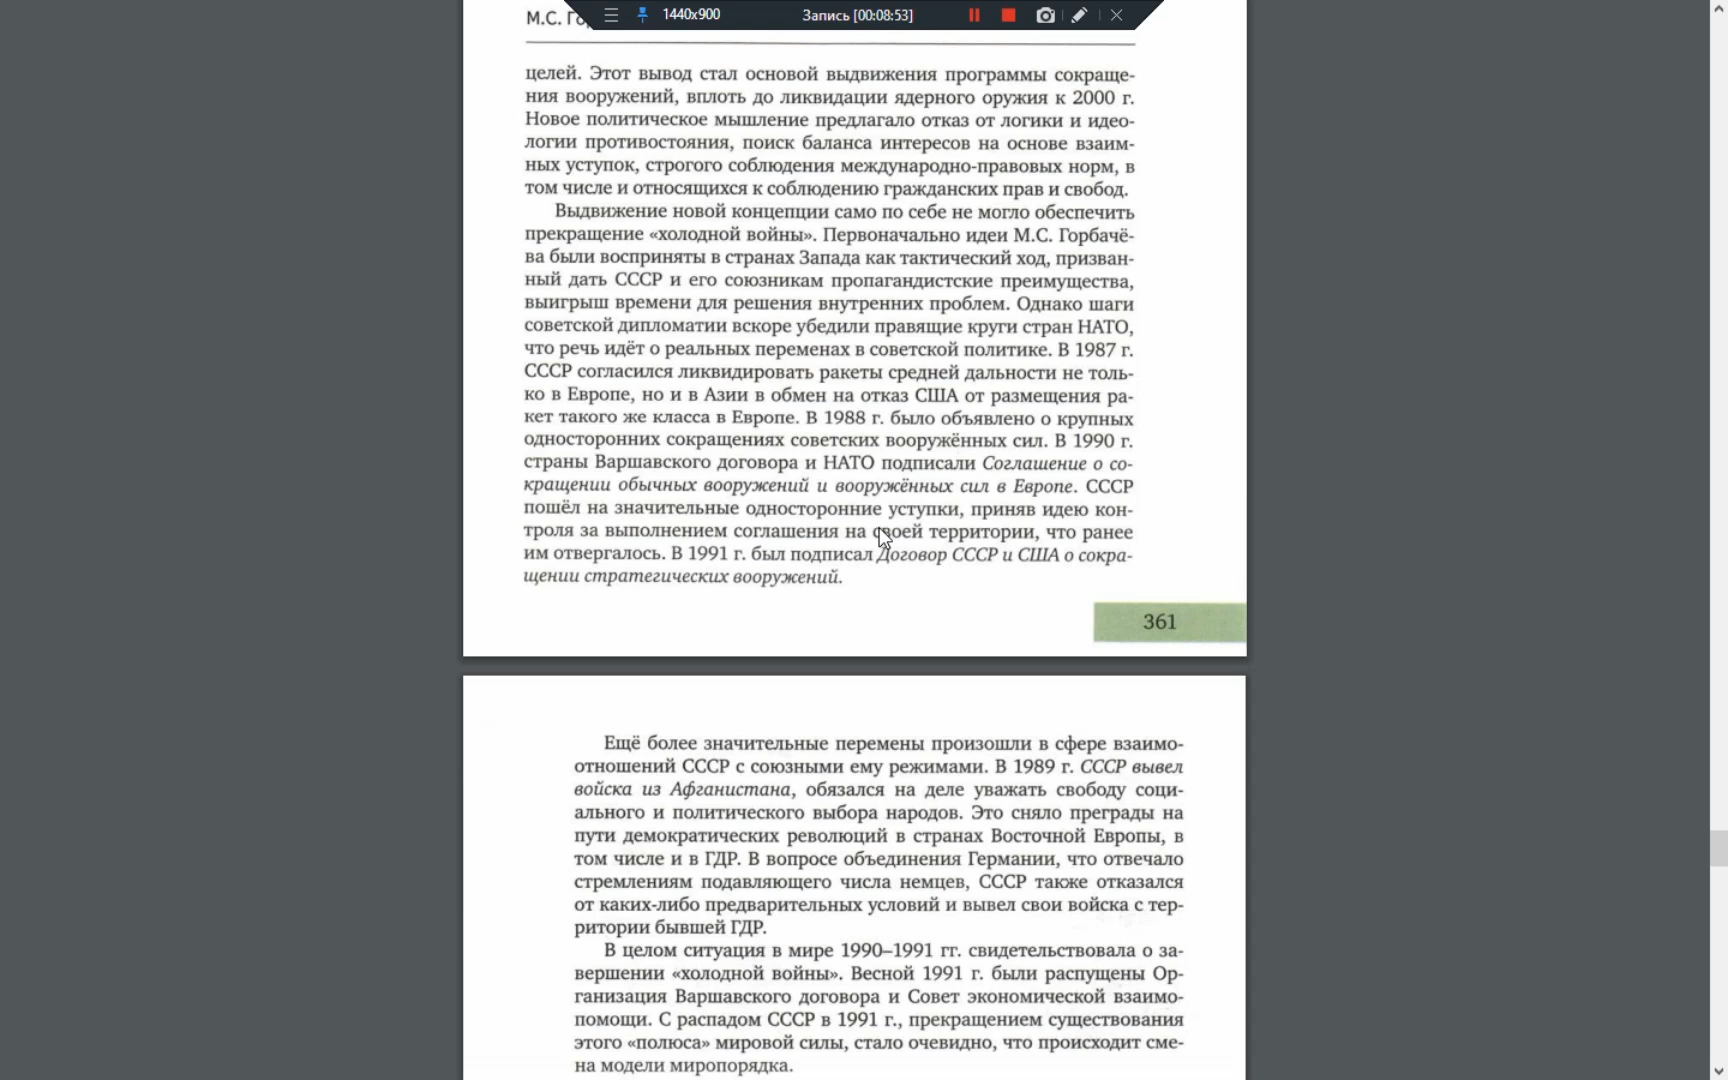 М.С. Го
1440x900
Запись [00:08:53]
целей. Этот вывод стал основой выдвижения программы сокраще-
ния вооружений, вплоть до ликвидации ядерного оружия к 2000 г.
Новое политическое мышление предлагало отказ от логики и идео-
логии противостояния, поиск баланса интересов на основе взаим-
ных уступок, строгого соблюдения международно-правовых норм, в
том числе и относящихся к соблюдению гражданских прав и свобод.
Выдвижение новой концепции само по себе не могло обеспечить
прекращение «холодной войны». Первоначально идеи М.С. Горбачё-
ва были восприняты в странах Запада как тактический ход, призван-
ный дать СССР и его союзникам пропагандистские преимущества,
выигрыш времени для решения внутренних проблем. Однако шаги
советской дипломатии вскоре убедили правящие круги стран НАТО,
что речь идёт о реальных переменах в советской политике. В 1987 г.
СССР согласился ликвидировать ракеты средней дальности не толь-
ко в Европе, но и в Азии в обмен на отказ США от размещения ра-
кет такого же класса в Европе. В 1988 г. было объявлено о крупных
односторонних сокращениях советских вооружённых сил. В 1990 г.
страны Варшавского договора и НАТО подписали Соглашение о со-
кращении обычных вооружений и вооружённых сил в Европе. СССР
пошёл на значительные односторонние уступки, приняв идею кон-
троля за выполнением соглашения на своей территории, что ранее
им отвергалось. В 1991 г. был подписал Договор СССР и США о сокра-
щении стратегических вооружений.
361
Ещё более значительные перемены произошли в сфере взаимо-
отношений СССР с союзными ему режимами. В 1989 г. СССР вывел
войска из Афганистана, обязался на деле уважать свободу соци-
ального и политического выбора народов. Это сняло преграды на
пути демократических революций в странах Восточной Европы, в
том числе и в ГДР. В вопросе объединения Германии, что отвечало
стремлениям подавляющего числа немцев, СССР также отказался
от каких-либо предварительных условий и вывел свои войска с тер-
ритории бывшей ГДР.
В целом ситуация в мире 1990–1991 гг. свидетельствовала о за-
вершении «холодной войны». Весной 1991 г. были распущены Ор-
ганизация Варшавского договора и Совет экономической взаимо-
помощи. С распадом СССР в 1991 г., прекращением существования
этого «полюса» мировой силы, стало очевидно, что происходит сме-
на модели миропорядка.